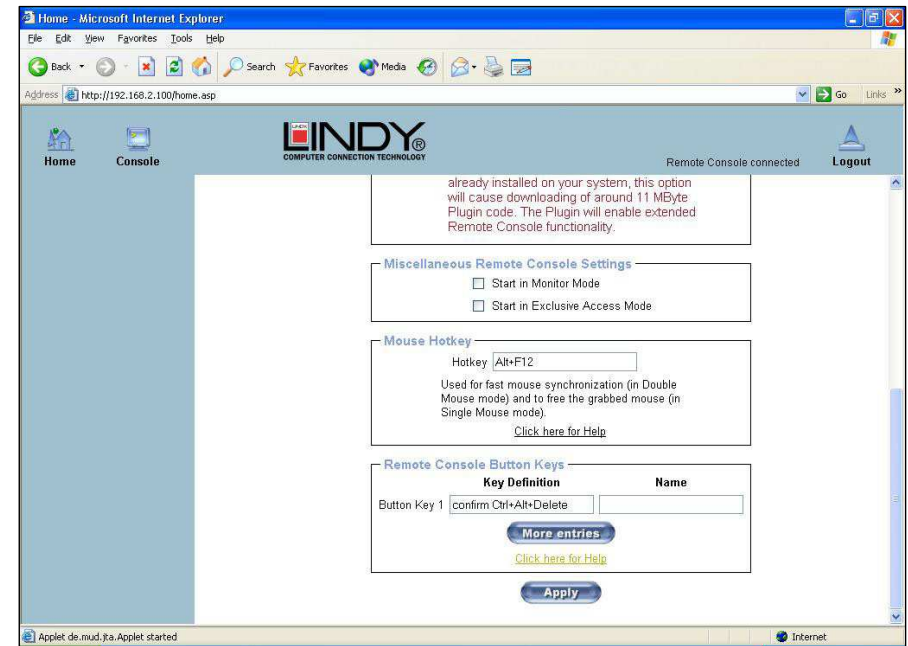 Home - Microsoft Internet Explorer
File Edit View Favorites Tools Help
Back Search Favorites Media
Address http://192.168.2.100/home.asp Go Links »
Home Console
LINDY®
COMPUTER CONNECTION TECHNOLOGY
Remote Console connected Logout
already installed on your system, this option
will cause downloading of around 11 MByte
Plugin code. The Plugin will enable extended
Remote Console functionality.
Miscellaneous Remote Console Settings
Start in Monitor Mode
Start in Exclusive Access Mode
Mouse Hotkey
Hotkey Alt+F12
Used for fast mouse synchronization (in Double
Mouse mode) and to free the grabbed mouse (in
Single Mouse mode).
Click here for Help
Remote Console Button Keys
Key Definition Name
Button Key 1 confirm Ctrl+Alt+Delete
More entries
Click here for Help
Apply
Applet de.mud.jta.Applet started Internet